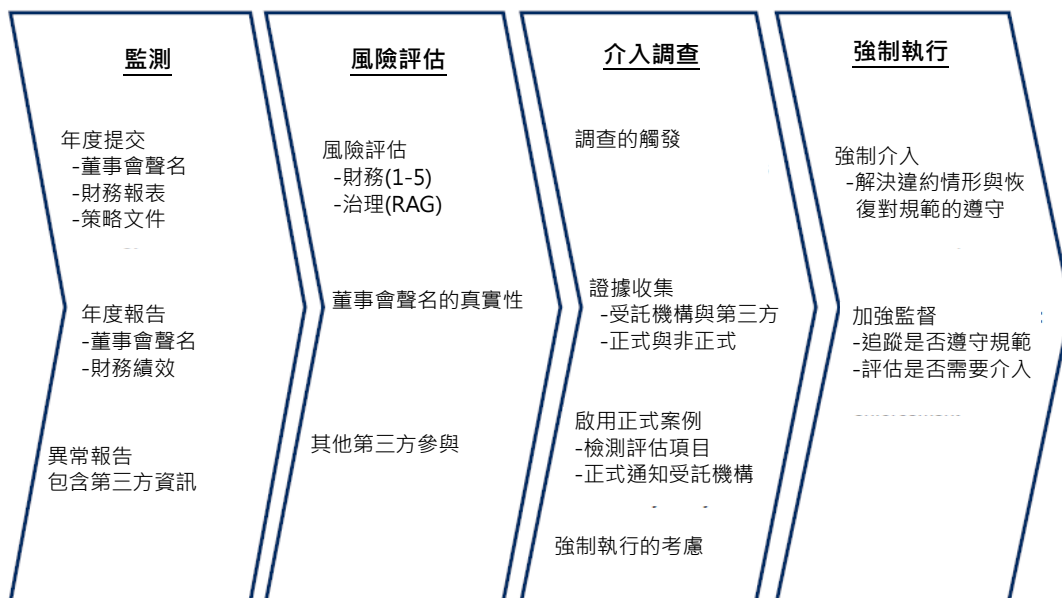 監測
年度提交
-董事會聲名
-財務報表
-策略文件
年度報告
-董事會聲名
-財務績效
異常報告
包含第三方資訊
風險評估
風險評估
-財務(1-5)
-治理(RAG)
董事會聲名的真實性
其他第三方參與
介入調查
調查的觸發
證據收集
-受託機構與第三方
-正式與非正式
啟用正式案例
-檢測評估項目
-正式通知受託機構
強制執行的考慮
強制執行
強制介入
-解決違約情形與恢
復對規範的遵守
加強監督
-追蹤是否遵守規範
-評估是否需要介入